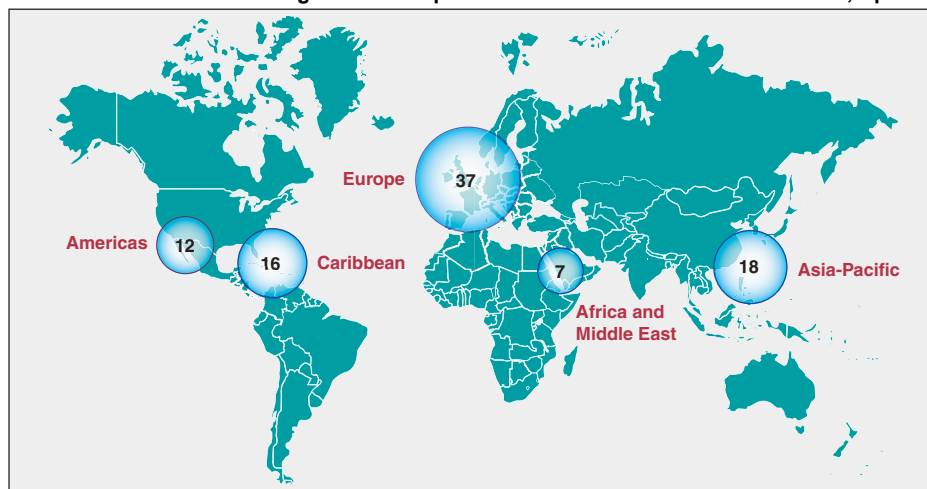 Europe
37
Americas
12
16
Caribbean
7
Africa and
Middle East
18
Asia-Pacific